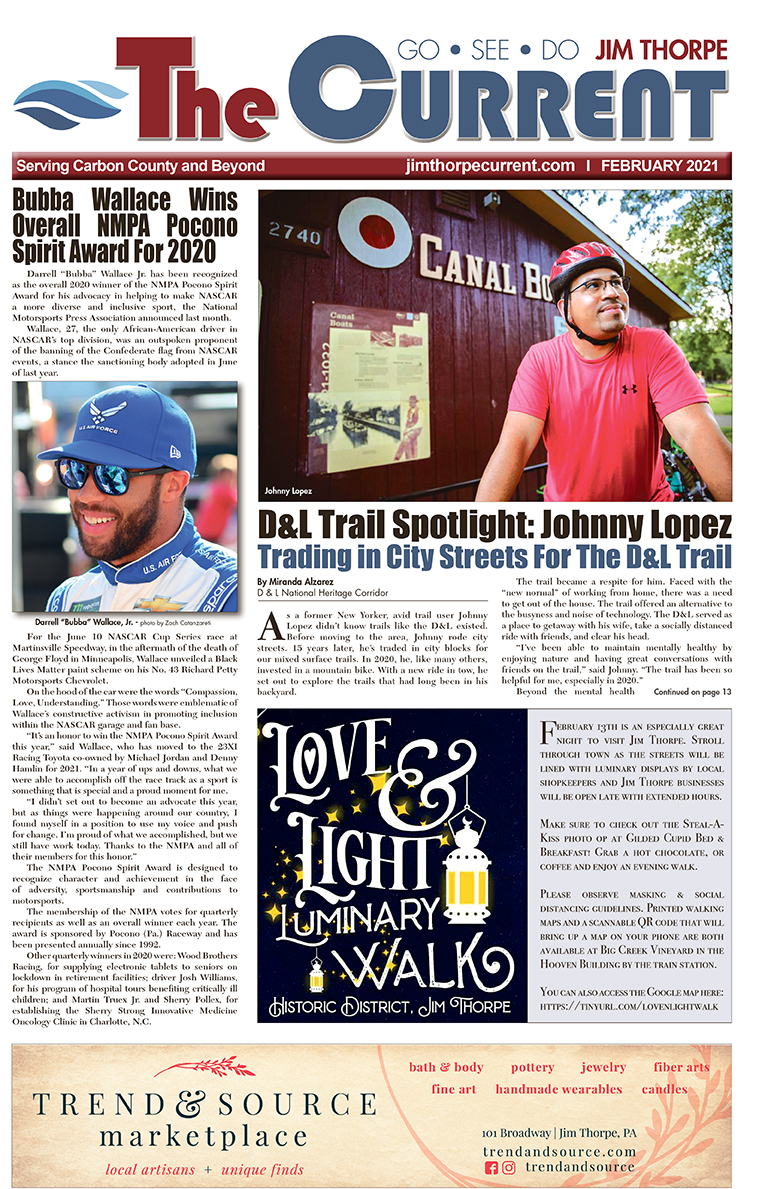 GO • SEE • DO JIM THORPE
The Current
Serving Carbon County and Beyond
jimthorpecurrent.com I FEBRUARY 2021
Bubba Wallace Wins
Overall NMPA Pocono
Spirit Award For 2020
Darrell “Bubba” Wallace Jr. has been recognized
as the overall 2020 winner of the NMPA Pocono Spirit
Award for his advocacy in helping to make NASCAR
a more diverse and inclusive sport, the National
Motorsports Press Association announced last month.
Wallace, 27, the only African-American driver in
NASCAR’s top division, was an outspoken proponent
of the banning of the Confederate flag from NASCAR
events, a stance the sanctioning body adopted in June
of last year.
U.S. AIR FORCE
U.S. AIR FORCE
Darrell “Bubba” Wallace, Jr. • photo by Zach Catanzareti
For the June 10 NASCAR Cup Series race at
Martinsville Speedway, in the aftermath of the death of
George Floyd in Minneapolis, Wallace unveiled a Black
Lives Matter paint scheme on his No. 43 Richard Petty
Motorsports Chevrolet.
On the hood of the car were the words “Compassion,
Love, Understanding.” Those words were emblematic of
Wallace’s constructive activism in promoting inclusion
within the NASCAR garage and fan base.
“It’s an honor to win the NMPA Pocono Spirit Award
this year,” said Wallace, who has moved to the 23XI
Racing Toyota co-owned by Michael Jordan and Denny
Hamlin for 2021. “In a year of ups and downs, what we
were able to accomplish off the race track as a sport is
something that is special and a proud moment for me.
“I didn’t set out to become an advocate this year,
but as things were happening around our country, I
found myself in a position to use my voice and push
for change. I’m proud of what we accomplished, but we
still have work today. Thanks to the NMPA and all of
their members for this honor.”
The NMPA Pocono Spirit Award is designed to
recognize character and achievement in the face
of adversity, sportsmanship and contributions to
motorsports.
The membership of the NMPA votes for quarterly
recipients as well as an overall winner each year. The
award is sponsored by Pocono (Pa.) Raceway and has
been presented annually since 1992.
Other quarterly winners in 2020 were: Wood Brothers
Racing, for supplying electronic tablets to seniors on
lockdown in retirement facilities; driver Josh Williams,
for his program of hospital tours benefiting critically ill
children; and Martin Truex Jr. and Sherry Pollex, for
establishing the Sherry Strong Innovative Medicine
Oncology Clinic in Charlotte, N.C.
2740
CANAL BO
Canal
Boats
UNDER ARMOUR
Johnny Lopez
D&L Trail Spotlight: Johnny Lopez
Trading in City Streets For The D&L Trail
By Miranda Alzarez
D & L National Heritage Corridor
As a former New Yorker, avid trail user Johnny
Lopez didn’t know trails like the D&L existed.
Before moving to the area, Johnny rode city
streets. 15 years later, he’s traded in city blocks for
our mixed surface trails. In 2020, he, like many others,
invested in a mountain bike. With a new ride in tow, he
set out to explore the trails that had long been in his
backyard.
The trail became a respite for him. Faced with the
“new normal” of working from home, there was a need
to get out of the house. The trail offered an alternative to
the busyness and noise of technology. The D&L served as
a place to getaway with his wife, take a socially distanced
ride with friends, and clear his head.
“I’ve been able to maintain mentally healthy by
enjoying nature and having great conversations with
friends on the trail,” said Johnny. “The trail has been so
helpful for me, especially in 2020.”
Beyond the mental health
Continued on page 13
Love
&
Light
Luminary
Walk
Historic District, Jim Thorpe
February 13th is an especially great
night to visit Jim Thorpe. Stroll
through town as the streets will be
lined with luminary displays by local
shopkeepers and Jim Thorpe businesses
will be open late with extended hours.
Make sure to check out the Steal-A-
Kiss photo op at Gilded Cupid Bed &
Breakfast! Grab a hot chocolate, or
coffee and enjoy an evening walk.
Please observe masking & social
distancing guidelines. Printed walking
maps and a scannable QR code that will
bring up a map on your phone are both
available at Big Creek Vineyard in the
Hooven Building by the train station.
You can also access the Google map here:
https://tinyurl.com/lovenlightwalk
TREND & SOURCE
marketplace
local artisans + unique finds
bath & body pottery jewelry fiber arts
fine art handmade wearables candles
101 Broadway | Jim Thorpe, PA
trendandsource.com
trendandsource